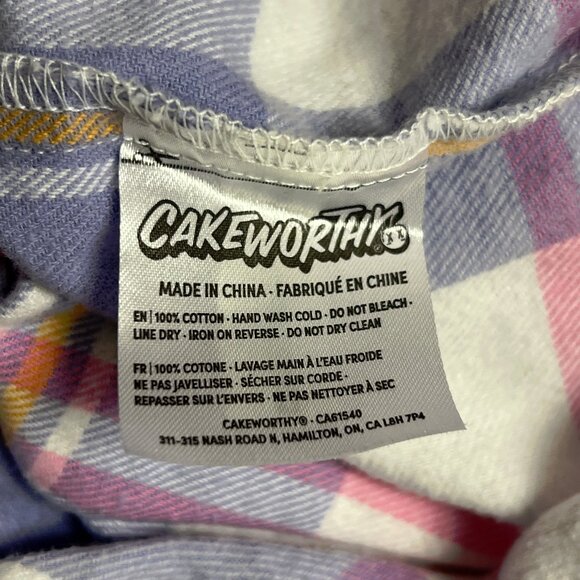 CAKEWORTHY
MADE IN CHINA · FABRIQUÉ EN CHINE
EN | 100% COTTON · HAND WASH COLD · DO NOT BLEACH ·
LINE DRY · IRON ON REVERSE · DO NOT DRY CLEAN
FR | 100% COTONE · LAVAGE MAIN À L'EAU FROIDE
NE PAS JAVELLISER · SÉCHER SUR CORDE ·
REPASSER SUR L'ENVERS · NE PAS NETTOYER À SEC
CAKEWORTHY® · CA61540
311-315 NASH ROAD N, HAMILTON, ON, CA L8H 7P4